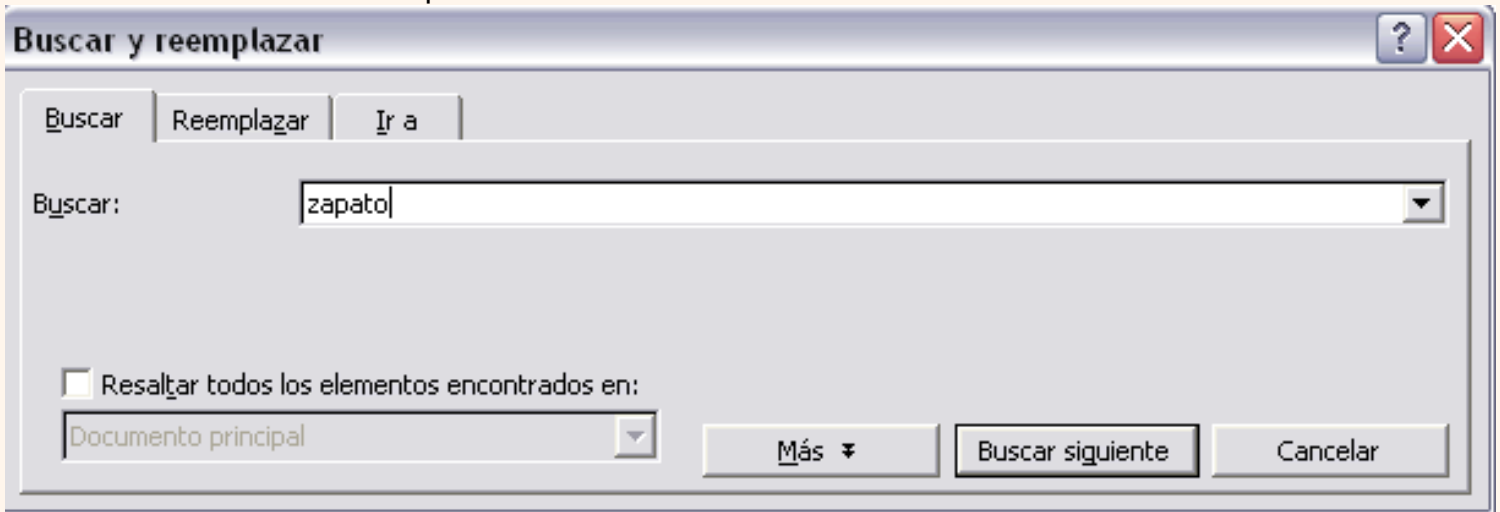 Buscar y reemplazar
Buscar Reemplazar Ir a
Buscar: zapato
Resaltar todos los elementos encontrados en:
Documento principal
Más Buscar siguiente Cancelar